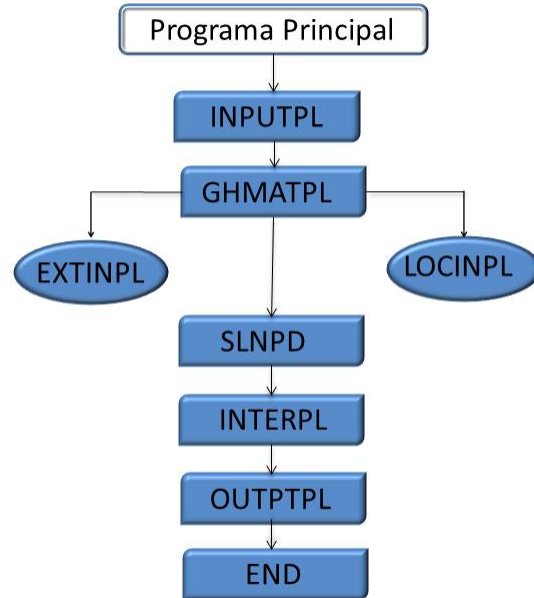 Programa Principal
INPUTPL
GHMATPL
EXTINPL
LOCINPL
SLNPD
INTERPL
OUTPTPL
END